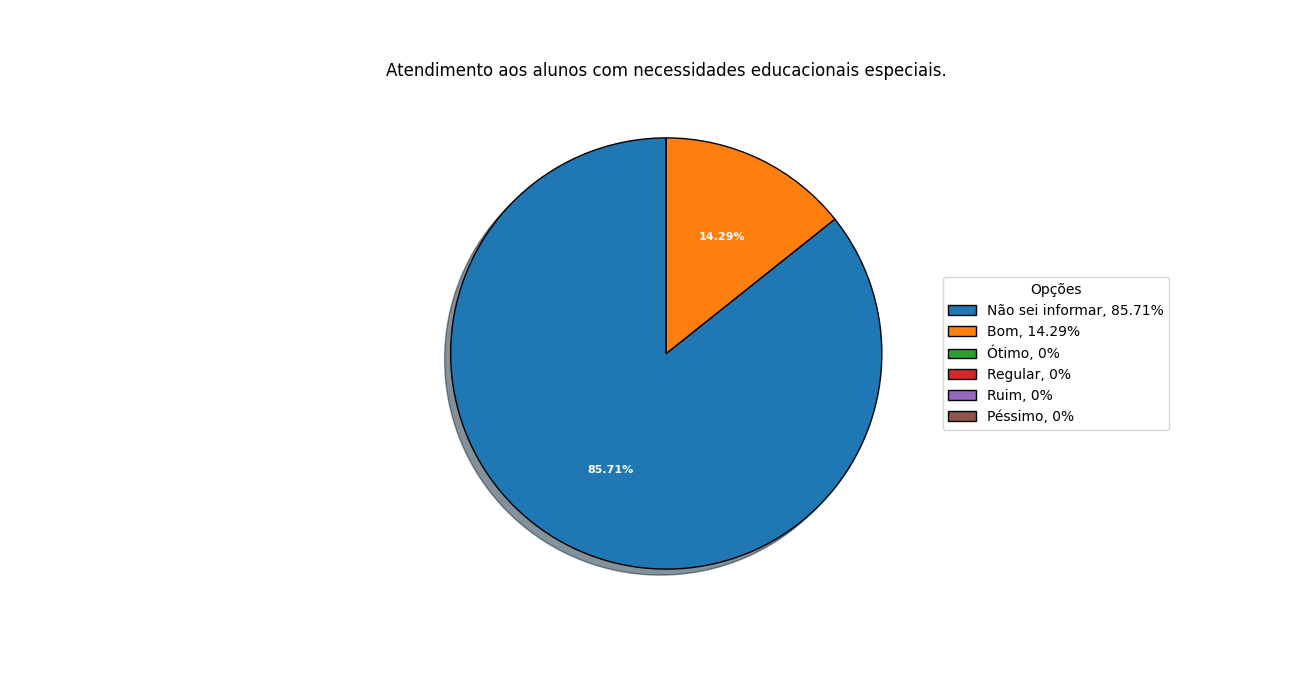 Atendimento aos alunos com necessidades educacionais especiais.
14.29%
85.71%
Opções
Não sei informar, 85.71%
Bom, 14.29%
Ótimo, 0%
Regular, 0%
Ruim, 0%
Péssimo, 0%